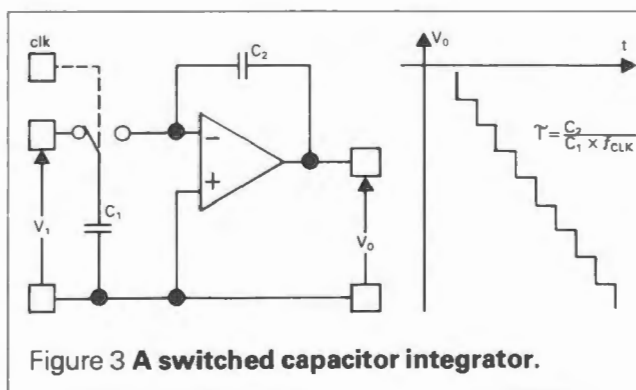 clk
C₂
V₀
t
−
+
τ = C₂ / C₁ × fCLK
C₁
V₁
V₀
Figure 3 A switched capacitor integrator.